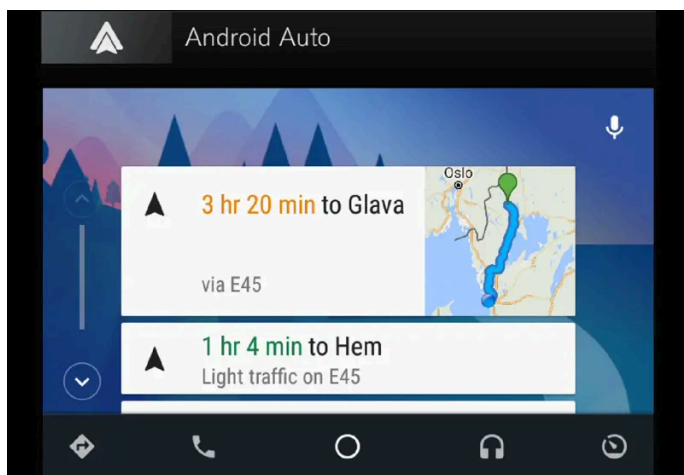 Android Auto
3 hr 20 min to Glava
via E45
Oslo
1 hr 4 min to Hem
Light traffic on E45